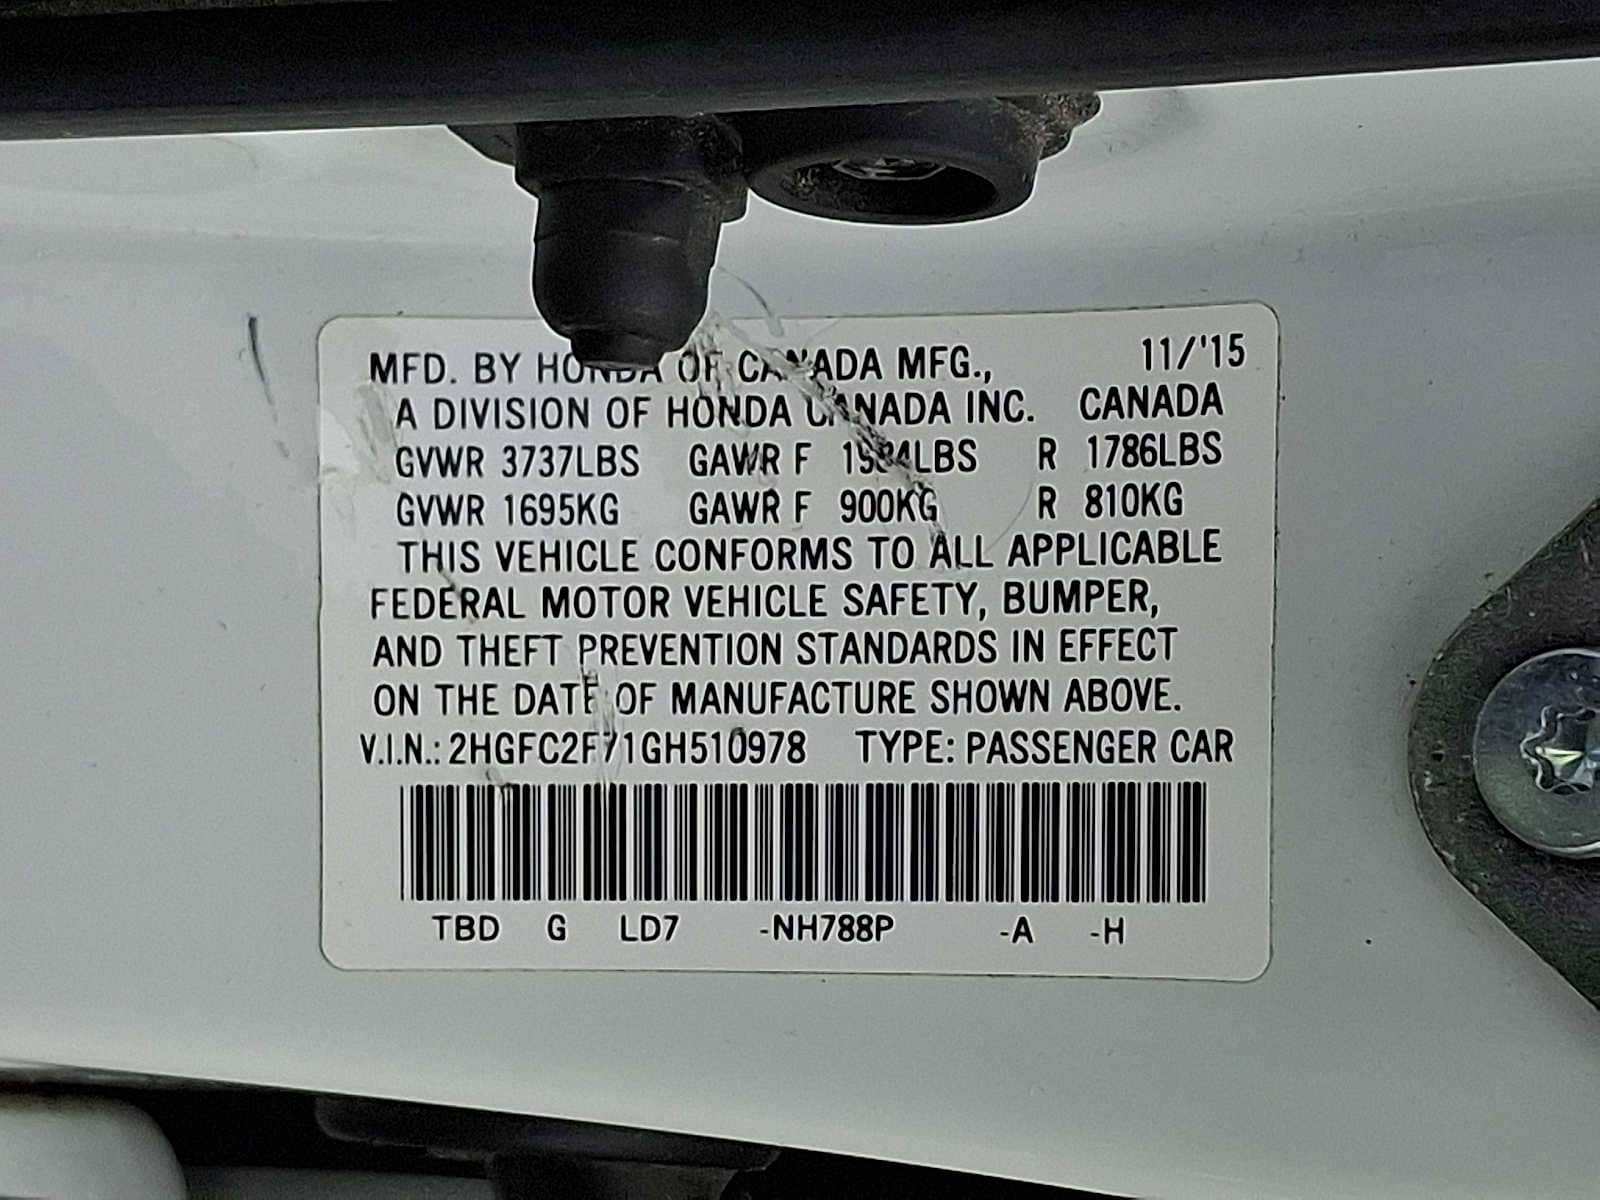 MFD. BY HONDA OF CANADA MFG., 11/'15
A DIVISION OF HONDA CANADA INC. CANADA
GVWR 3737LBS GAWR F 1984LBS R 1786LBS
GVWR 1695KG GAWR F 900KG R 810KG
THIS VEHICLE CONFORMS TO ALL APPLICABLE
FEDERAL MOTOR VEHICLE SAFETY, BUMPER,
AND THEFT PREVENTION STANDARDS IN EFFECT
ON THE DATE OF MANUFACTURE SHOWN ABOVE.
V.I.N.: 2HGFC2F71GH510978 TYPE: PASSENGER CAR
TBD G LD7 -NH788P -A -H